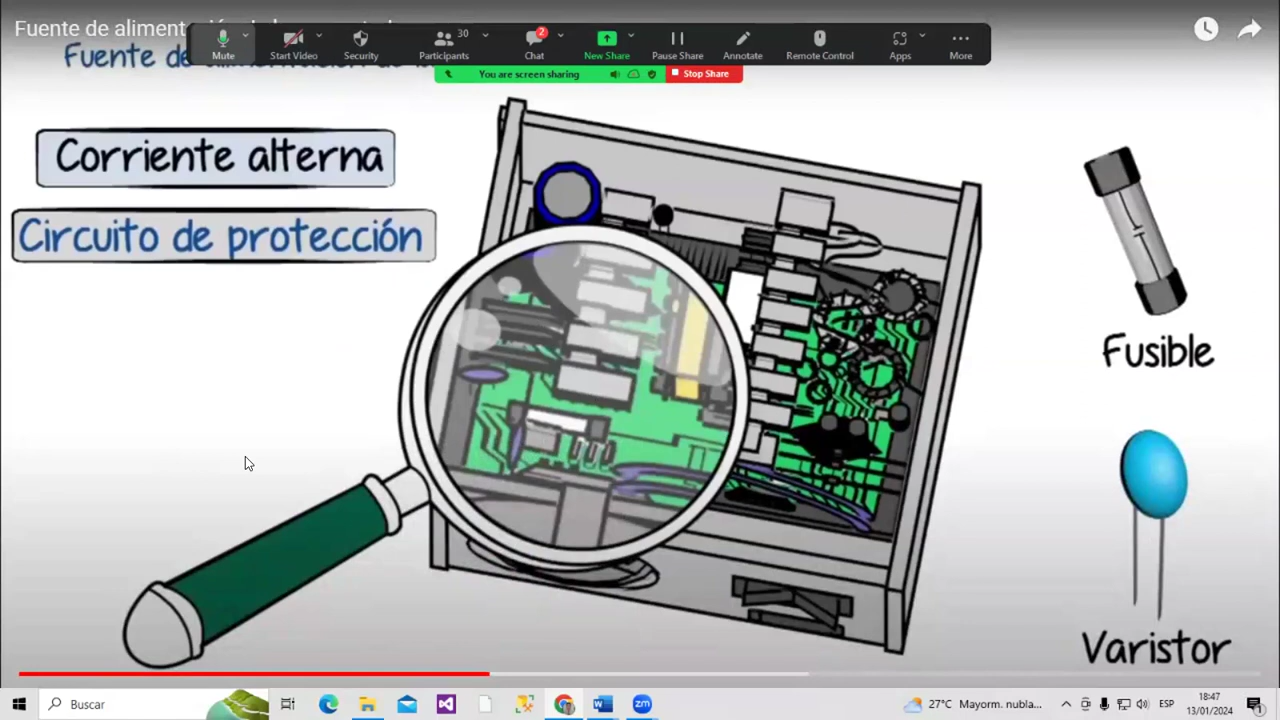 Fuente de aliment
Fuente de
Mute
Start Video
Security
Participants
30
Chat
2
New Share
Pause Share
Annotate
Remote Control
Apps
More
You are screen sharing
Stop Share
Corriente alterna
Circuito de protección
Fusible
Varistor
Buscar
27°C Mayorm. nubla...
ESP
18:47
13/01/2024
1